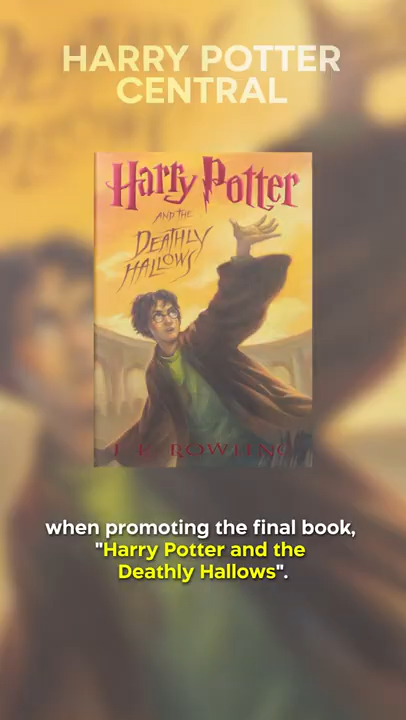 HARRY POTTER
CENTRAL
Harry Potter
AND THE
DEATHLY
HALLOWS
J. K. ROWLING
when promoting the final book,
"Harry Potter and the
Deathly Hallows".